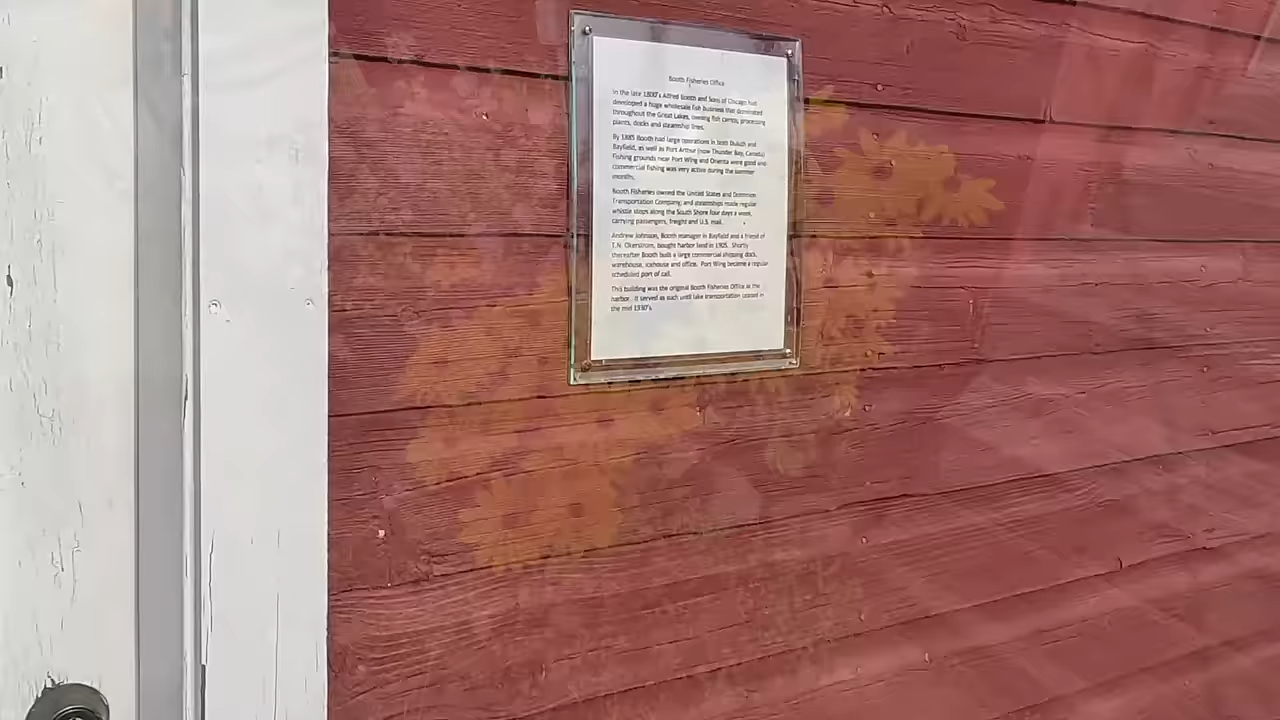 Booth Fisheries Office
In the late 1800's Alfred Booth and Sons of Chicago had
developed a huge wholesale fish business that dominated
throughout the Great Lakes, owning fish camps, processing
plants, docks and steamship lines.
By 1885 Booth had large operations in both Duluth and
Bayfield, as well as Port Arthur (now Thunder Bay, Canada)
Fishing grounds near Port Wing and Orienta were good and
commercial fishing was very active during the summer
months.
Booth Fisheries owned the United States and Dominion
Transportation Company; and steamships made regular
whistle stops along the South Shore four days a week,
carrying passengers, freight and U.S. mail.
Andrew Johnson, Booth manager in Bayfield and a friend of
T.N. Okerstrom, bought harbor land in 1905. Shortly
thereafter Booth built a large commercial shipping dock,
warehouse, icehouse and office. Port Wing became a regular
scheduled port of call.
This building was the original Booth Fisheries Office at the
harbor. It served as such until lake transportation ceased in
the mid 1930's.